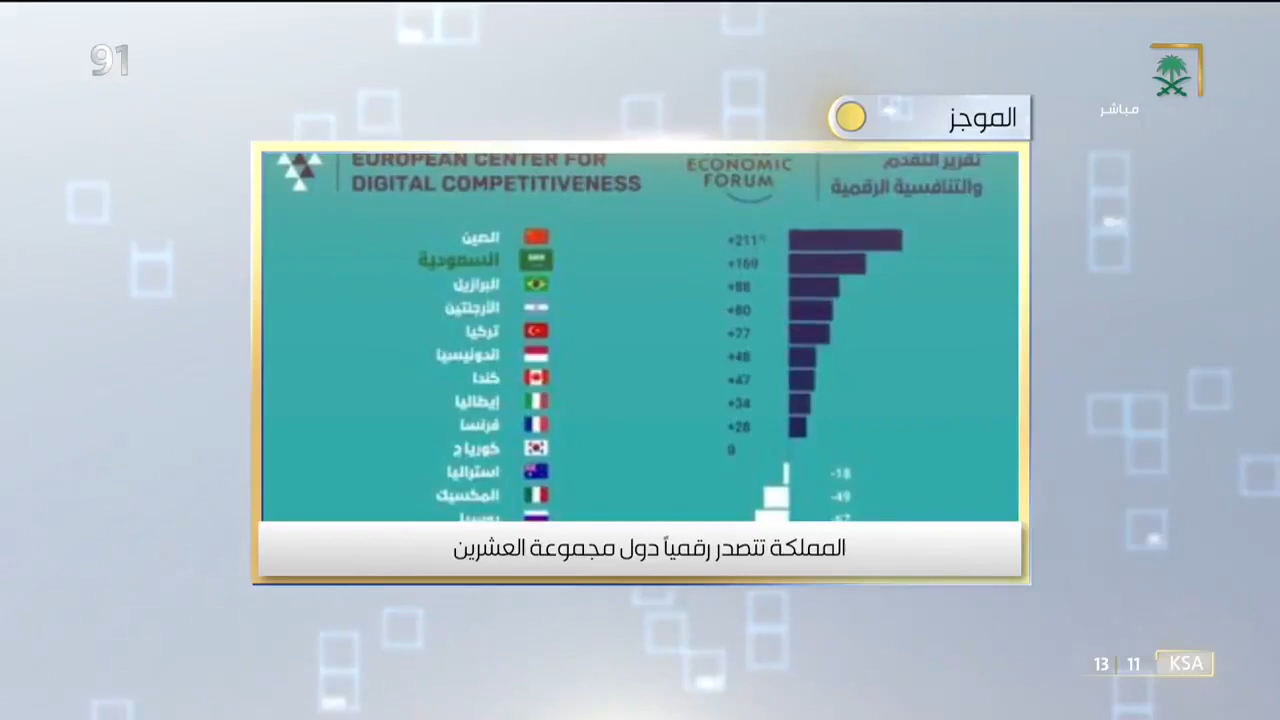 91
مباشر
الموجز
EUROPEAN CENTER FOR
DIGITAL COMPETITIVENESS
ECONOMIC
FORUM
تقرير التقدم
والتنافسية الرقمية
الصين +211
السعودية +169
البرازيل +88
الأرجنتين +80
تركيا +77
اندونيسيا +48
كندا +47
إيطاليا +34
فرنسا +28
كوريا ج 0
استراليا -18
المكسيك -49
روسيا
المملكة تتصدر رقمياً دول مجموعة العشرين
13 11 KSA